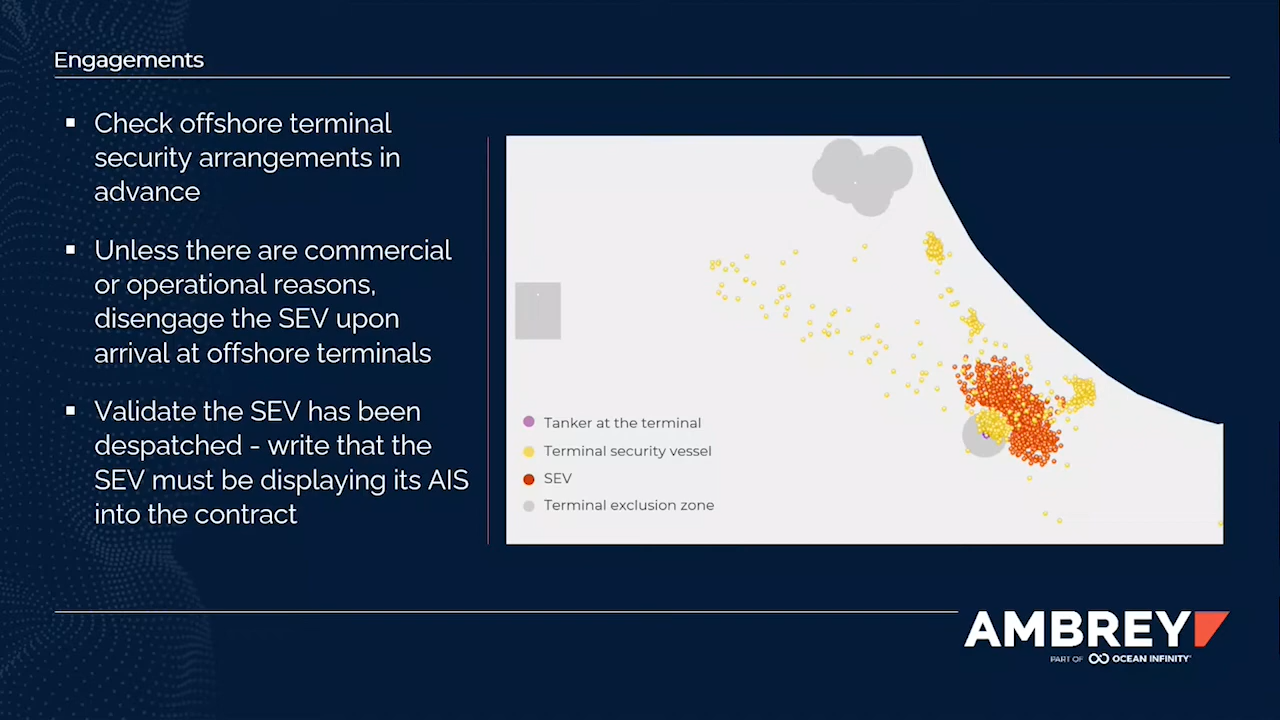 Engagements
▪ Check offshore terminal
security arrangements in
advance
▪ Unless there are commercial
or operational reasons,
disengage the SEV upon
arrival at offshore terminals
▪ Validate the SEV has been
despatched - write that the
SEV must be displaying its AIS
into the contract
Tanker at the terminal
Terminal security vessel
SEV
Terminal exclusion zone
AMBREY
PART OF OCEAN INFINITY